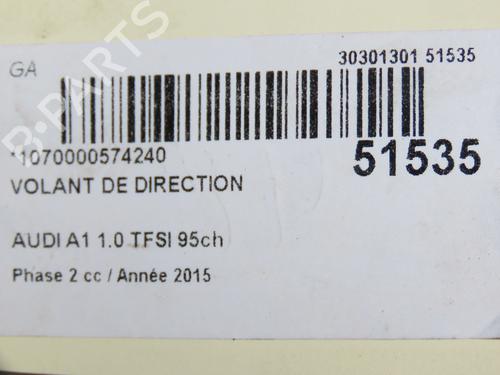 GA
30301301 51535
*1070000574240
51535
VOLANT DE DIRECTION
AUDI A1 1.0 TFSI 95ch
Phase 2 cc / Année 2015
B-PARTS